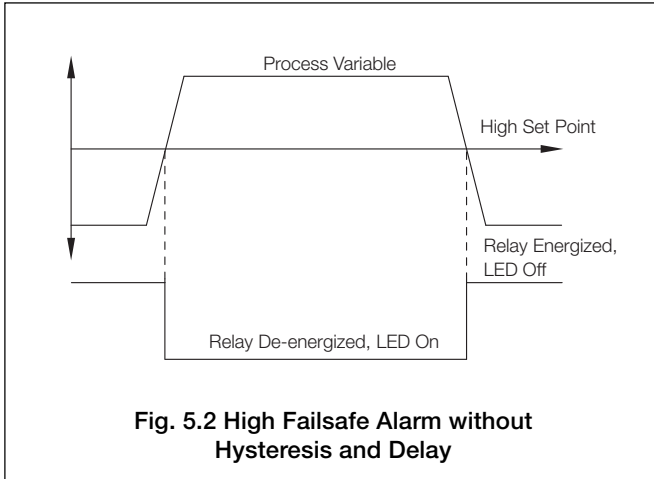 Process Variable
High Set Point
Relay Energized,
LED Off
Relay De-energized, LED On
Fig. 5.2 High Failsafe Alarm without
Hysteresis and Delay